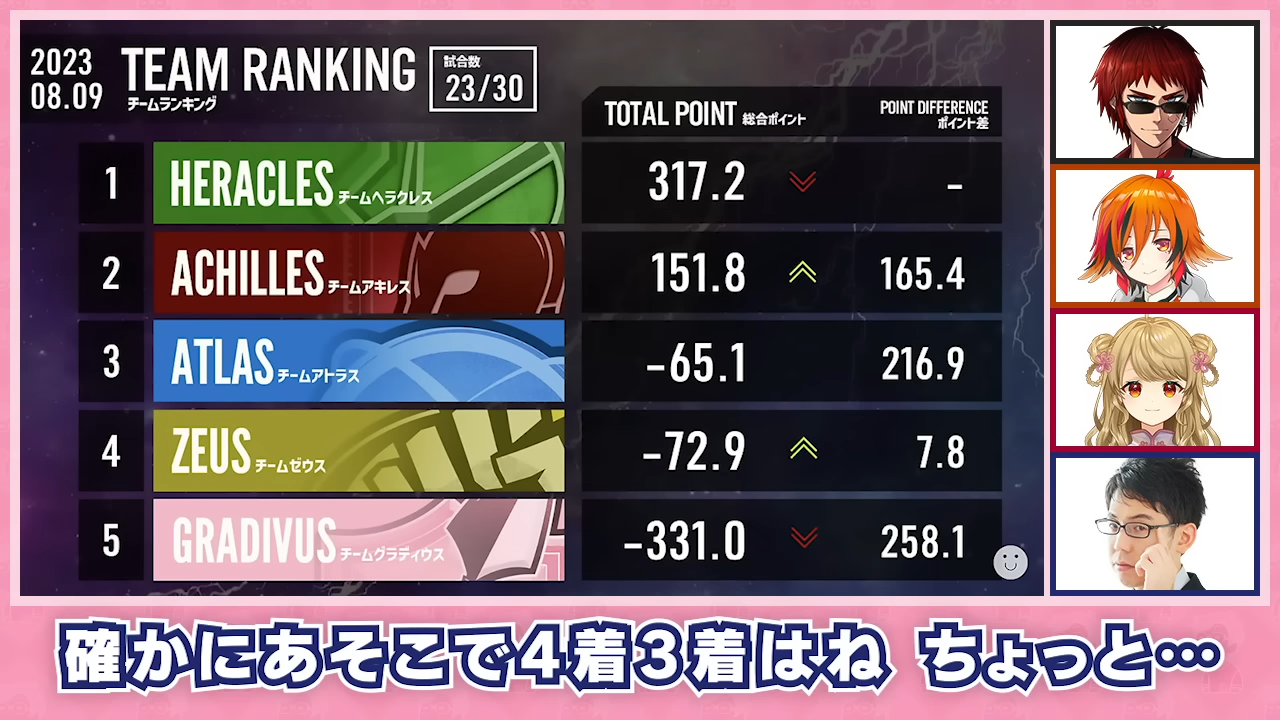 2023
08.09
TEAM RANKING
チームランキング
試合数
23/30
TOTAL POINT 総合ポイント
POINT DIFFERENCE
ポイント差
1 HERACLES チームヘラクレス 317.2 –
2 ACHILLES チームアキレス 151.8 165.4
3 ATLAS チームアトラス –65.1 216.9
4 ZEUS チームゼウス –72.9 7.8
5 GRADIVUS チームグラディウス –331.0 258.1
確かにあそこで4着3着はね ちょっと…